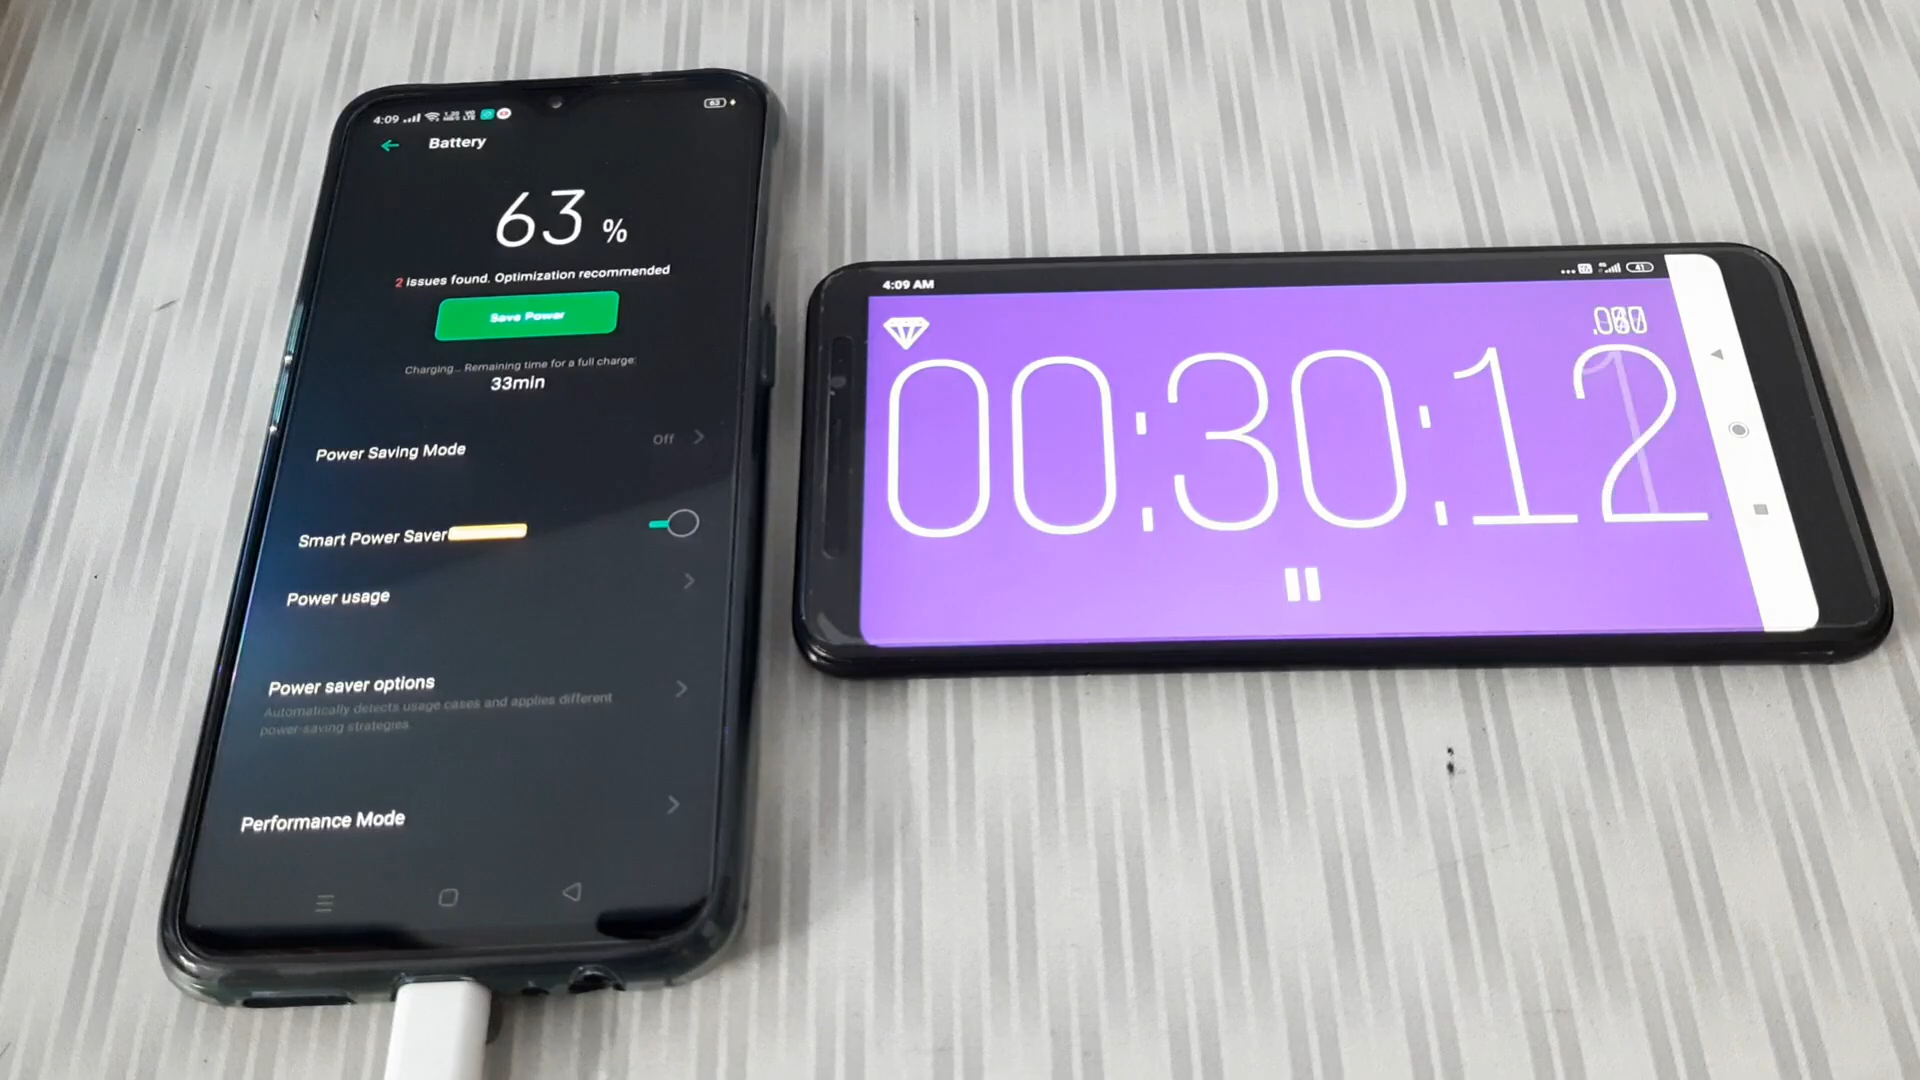 4:09
63
Battery
63 %
2 issues found. Optimization recommended
Save Power
Charging... Remaining time for a full charge:
33min
Power Saving Mode
Off
Smart Power Saver
Power usage
Power saver options
Automatically detects usage cases and applies different
power-saving strategies.
Performance Mode
4:09 AM
41
00:30:12